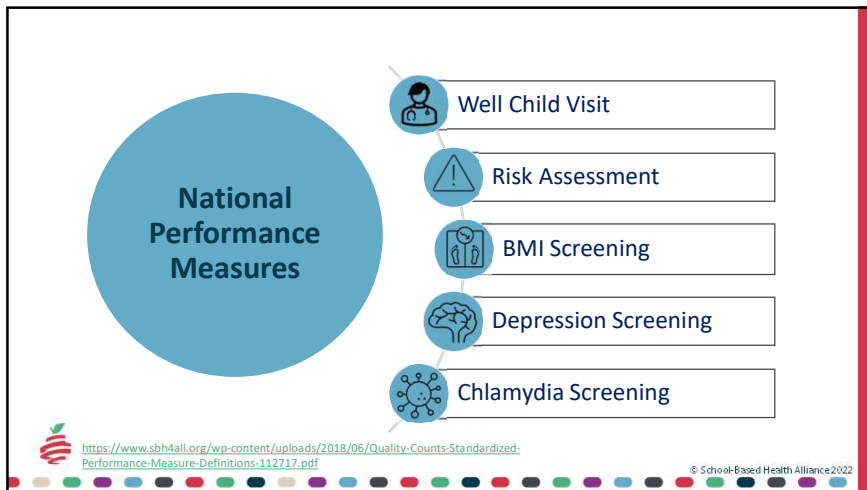 National
Performance
Measures
Well Child Visit
Risk Assessment
BMI Screening
Depression Screening
Chlamydia Screening
https://www.sbh4all.org/wp-content/uploads/2018/06/Quality-Counts-Standardized-
Performance-Measure-Definitions-112717.pdf
© School-Based Health Alliance 2022